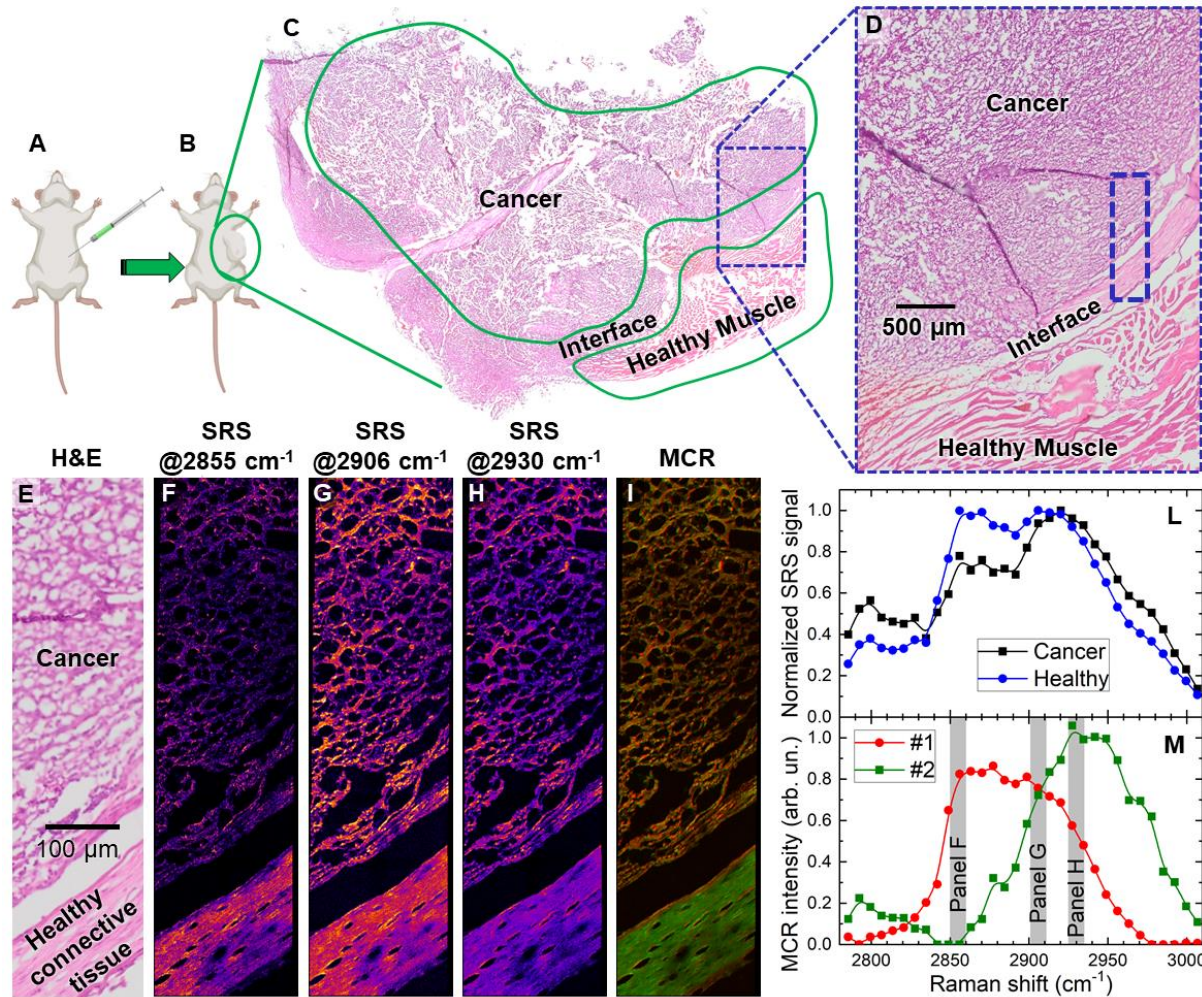 A
B
C
Cancer
Interface
Healthy Muscle
D
Cancer
500 µm
Interface
Healthy Muscle
H&E
SRS
@2855 cm-1
SRS
@2906 cm-1
SRS
@2930 cm-1
MCR
E
Cancer
100 µm
Healthy
connective
tissue
F
G
H
I
L
Normalized SRS signal
1.0
0.8
0.6
0.4
0.2
0.0
Cancer
Healthy
M
MCR intensity (arb. un.)
1.0
0.8
0.6
0.4
0.2
0.0
#1
#2
Panel F
Panel G
Panel H
2800
2850
2900
2950
3000
Raman shift (cm-1)